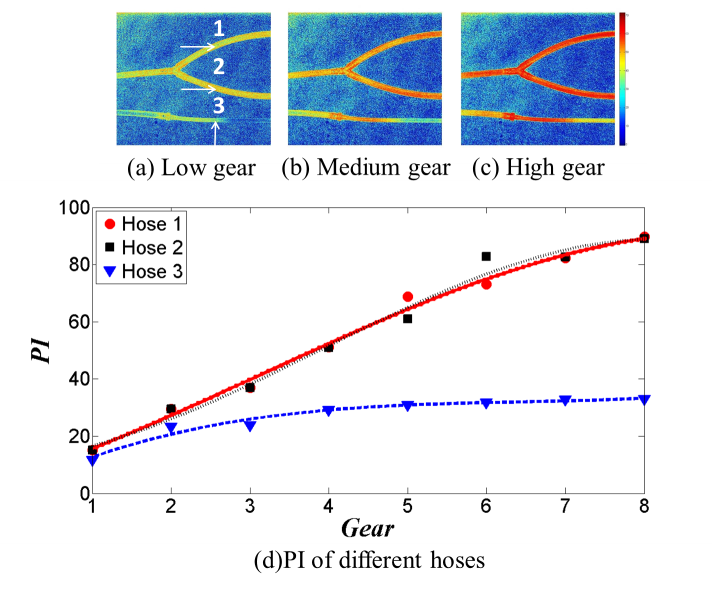 1
2
3
(a) Low gear (b) Medium gear (c) High gear
100
80
60
40
20
0
PI
Hose 1
Hose 2
Hose 3
1 2 3 4 5 6 7 8
Gear
(d)PI of different hoses